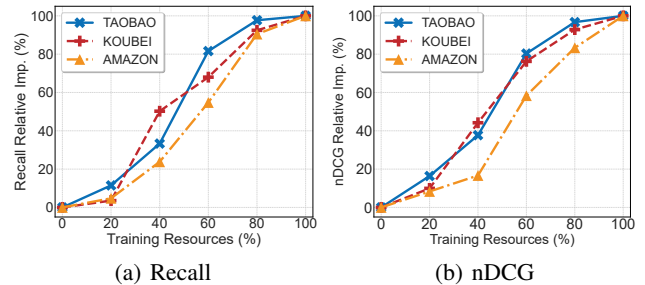 TAOBAO
KOUBEI
AMAZON
Recall Relative Imp. (%)
100
80
60
40
20
0
0 20 40 60 80 100
Training Resources (%)
(a) Recall
TAOBAO
KOUBEI
AMAZON
nDCG Relative Imp. (%)
100
80
60
40
20
0
0 20 40 60 80 100
Training Resources (%)
(b) nDCG